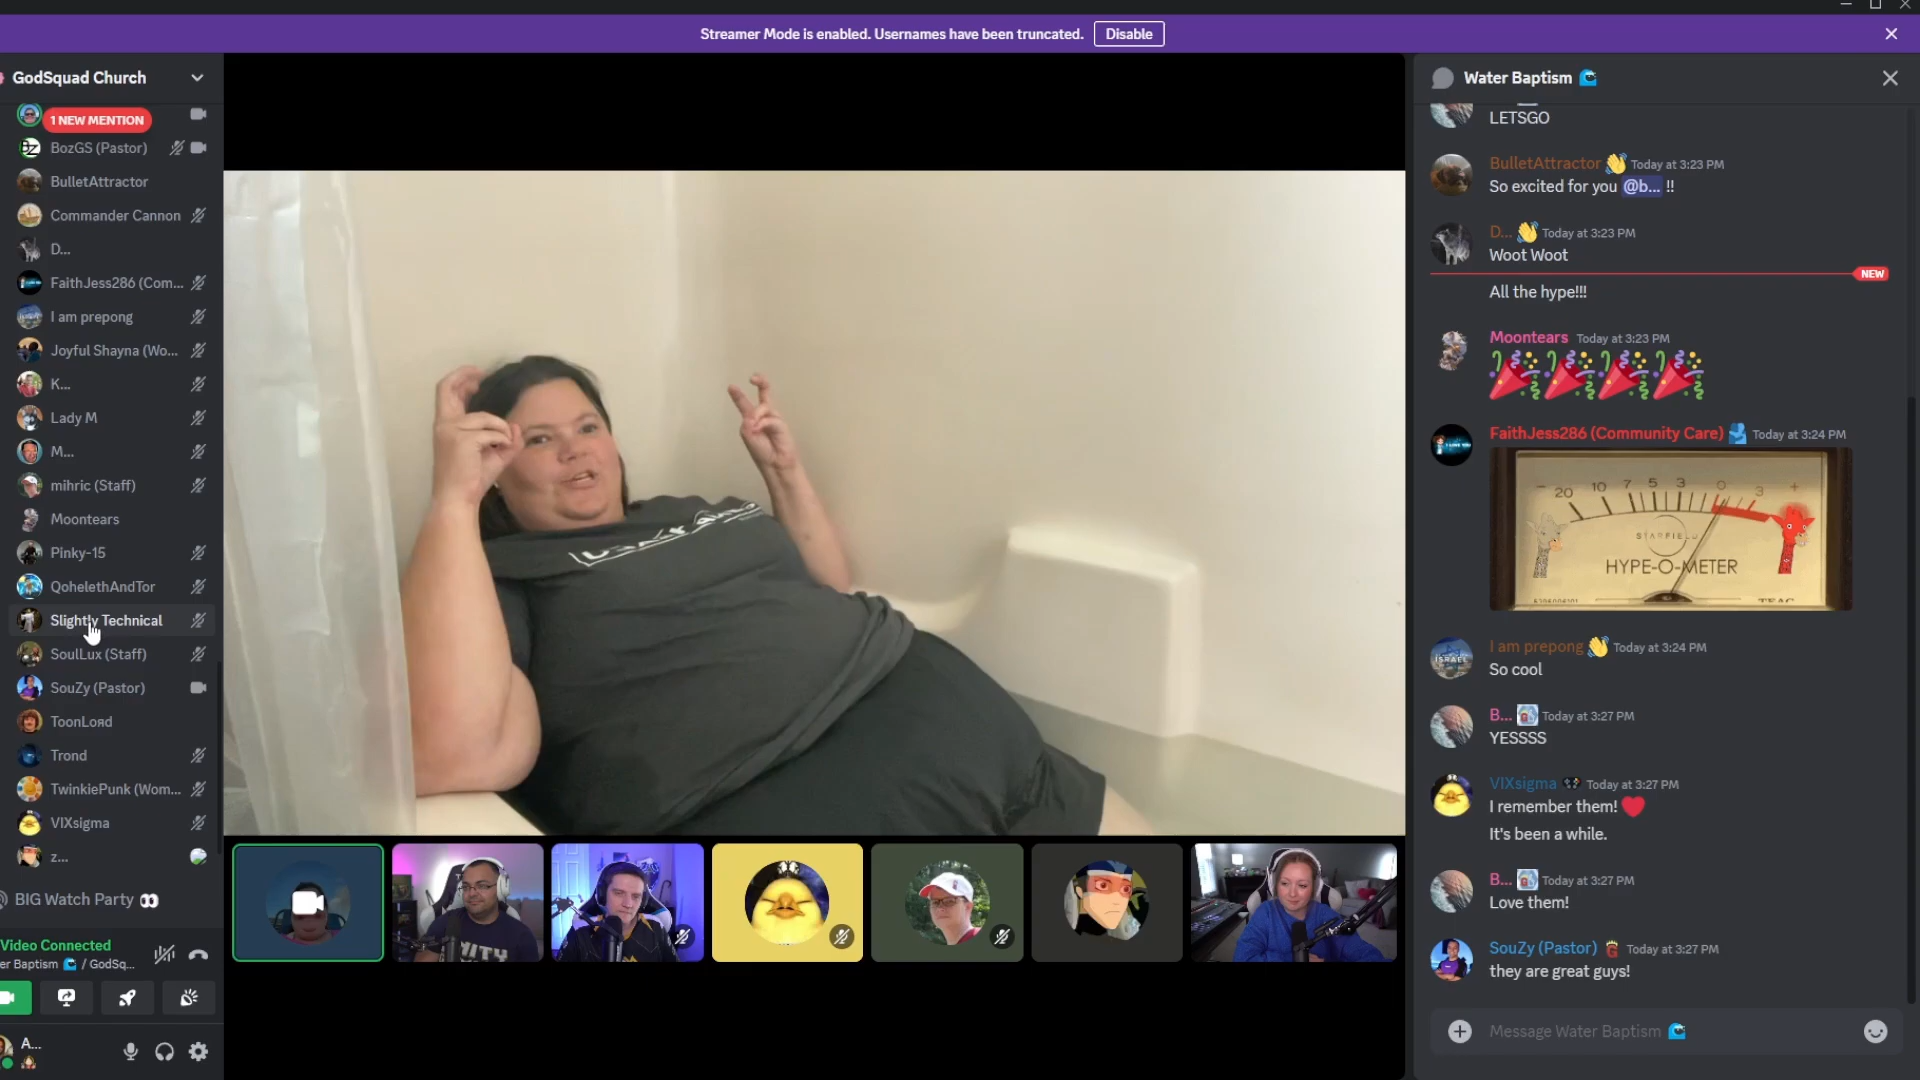 Streamer Mode is enabled. Usernames have been truncated. Disable
GodSquad Church
1 NEW MENTION
BozGS (Pastor)
BulletAttractor
Commander Cannon
D...
FaithJess286 (Com...
I am prepong
Joyful Shayna (Wo...
K...
Lady M
M...
mihric (Staff)
Moontears
Pinky-15
QohelethAndTor
Slightly Technical
SoulLux (Staff)
SouZy (Pastor)
ToonLoяd
Trond
TwinkiePunk (Wom...
VIXsigma
z...
BIG Watch Party
Video Connected
er Baptism / GodSq...
A...
Water Baptism
LETSGO
BulletAttractor Today at 3:23 PM
So excited for you @b... !!
D... Today at 3:23 PM
Woot Woot
NEW
All the hype!!!
Moontears Today at 3:23 PM
FaithJess286 (Community Care) Today at 3:24 PM
20 10 7 5 3 0 3 +
STARFIELD
HYPE-O-METER
TEAC
I am prepong Today at 3:24 PM
So cool
ISRAEL
B... Today at 3:27 PM
YESSSS
VIXsigma Today at 3:27 PM
I remember them!
It's been a while.
B... Today at 3:27 PM
Love them!
SouZy (Pastor) Today at 3:27 PM
they are great guys!
Message Water Baptism